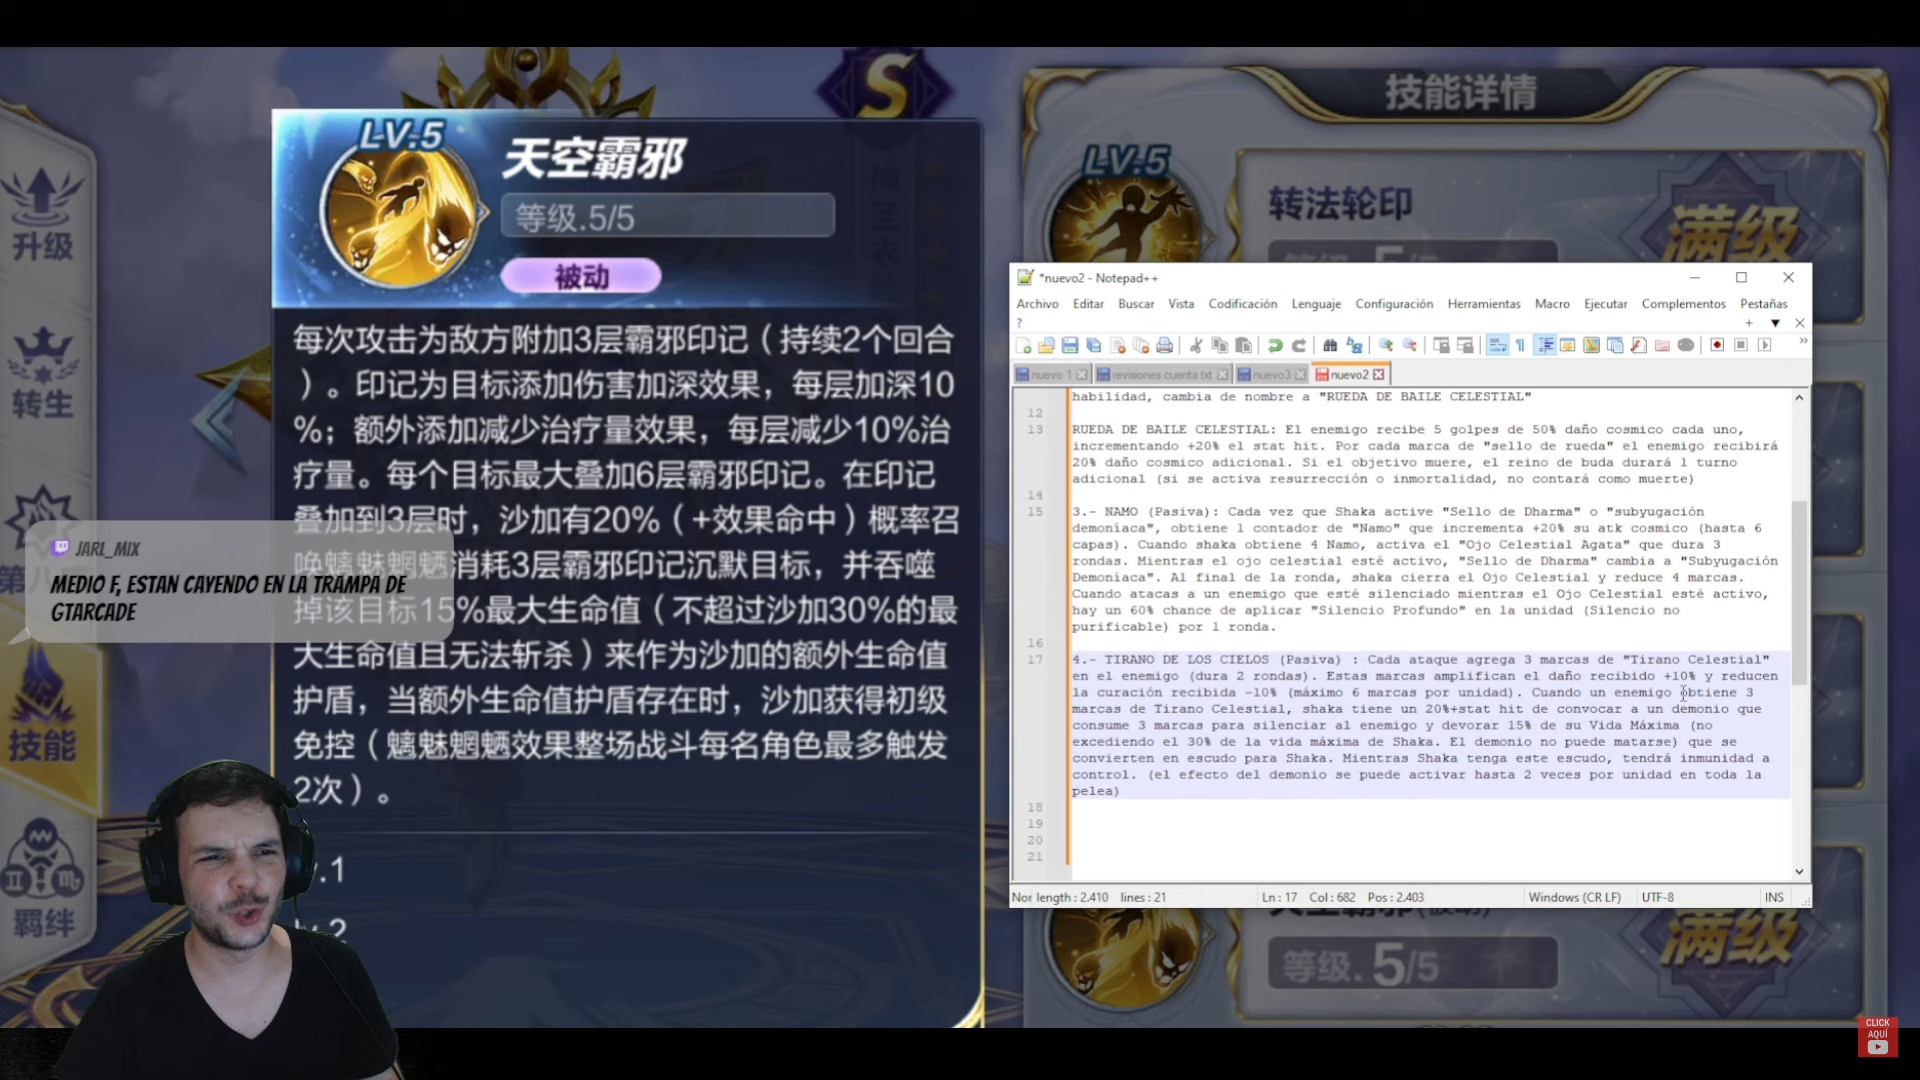 S
技能详情
LV.5
天空霸邪
等级.5/5
被动
每次攻击为敌方附加3层霸邪印记（持续2个回合
）。印记为目标添加伤害加深效果，每层加深10
%；额外添加减少治疗量效果，每层减少10%治
疗量。每个目标最大叠加6层霸邪印记。在印记
叠加到3层时，沙加有20%（+效果命中）概率召
唤魑魅魍魉消耗3层霸邪印记沉默目标，并吞噬
掉该目标15%最大生命值（不超过沙加30%的最
大生命值且无法斩杀）来作为沙加的额外生命值
护盾，当额外生命值护盾存在时，沙加获得初级
免控（魑魅魍魉效果整场战斗每名角色最多触发
2次）。
.1
2
升级
转生
技能
羁绊
JARL_MIX
MEDIO F, ESTAN CAYENDO EN LA TRAMPA DE
GTARCADE
LV.5
转法轮印
满级
*nuevo2 - Notepad++
Archivo Editar Buscar Vista Codificación Lenguaje Configuración Herramientas Macro Ejecutar Complementos Pestañas
?
nuevo 1 revisiones cuenta.txt nuevo3 nuevo2
habilidad, cambia de nombre a "RUEDA DE BAILE CELESTIAL"
12
13 RUEDA DE BAILE CELESTIAL: El enemigo recibe 5 golpes de 50% daño cosmico cada uno,
incrementando +20% el stat hit. Por cada marca de "sello de rueda" el enemigo recibirá
20% daño cosmico adicional. Si el objetivo muere, el reino de buda durará 1 turno
adicional (si se activa resurrección o inmortalidad, no contará como muerte)
14
15 3.- NAMO (Pasiva): Cada vez que Shaka active "Sello de Dharma" o "subyugación
demoníaca", obtiene 1 contador de "Namo" que incrementa +20% su atk cosmico (hasta 6
capas). Cuando shaka obtiene 4 Namo, activa el "Ojo Celestial Agata" que dura 3
rondas. Mientras el ojo celestial esté activo, "Sello de Dharma" cambia a "Subyugación
Demoníaca". Al final de la ronda, shaka cierra el Ojo Celestial y reduce 4 marcas.
Cuando atacas a un enemigo que esté silenciado mientras el Ojo Celestial esté activo,
hay un 60% chance de aplicar "Silencio Profundo" en la unidad (Silencio no
purificable) por 1 ronda.
16
17 4.- TIRANO DE LOS CIELOS (Pasiva) : Cada ataque agrega 3 marcas de "Tirano Celestial"
en el enemigo (dura 2 rondas). Estas marcas amplifican el daño recibido +10% y reducen
la curación recibida -10% (máximo 6 marcas por unidad). Cuando un enemigo obtiene 3
marcas de Tirano Celestial, shaka tiene un 20%+stat hit de convocar a un demonio que
consume 3 marcas para silenciar al enemigo y devorar 15% de su Vida Máxima (no
excediendo el 30% de la vida máxima de Shaka. El demonio no puede matarse) que se
convierten en escudo para Shaka. Mientras Shaka tenga este escudo, tendrá inmunidad a
control. (el efecto del demonio se puede activar hasta 2 veces por unidad en toda la
pelea)
18
19
20
21
Nor length : 2.410 lines : 21 Ln : 17 Col : 682 Pos : 2.403 Windows (CR LF) UTF-8 INS
等级. 5/5
满级
CLICK
AQUÍ